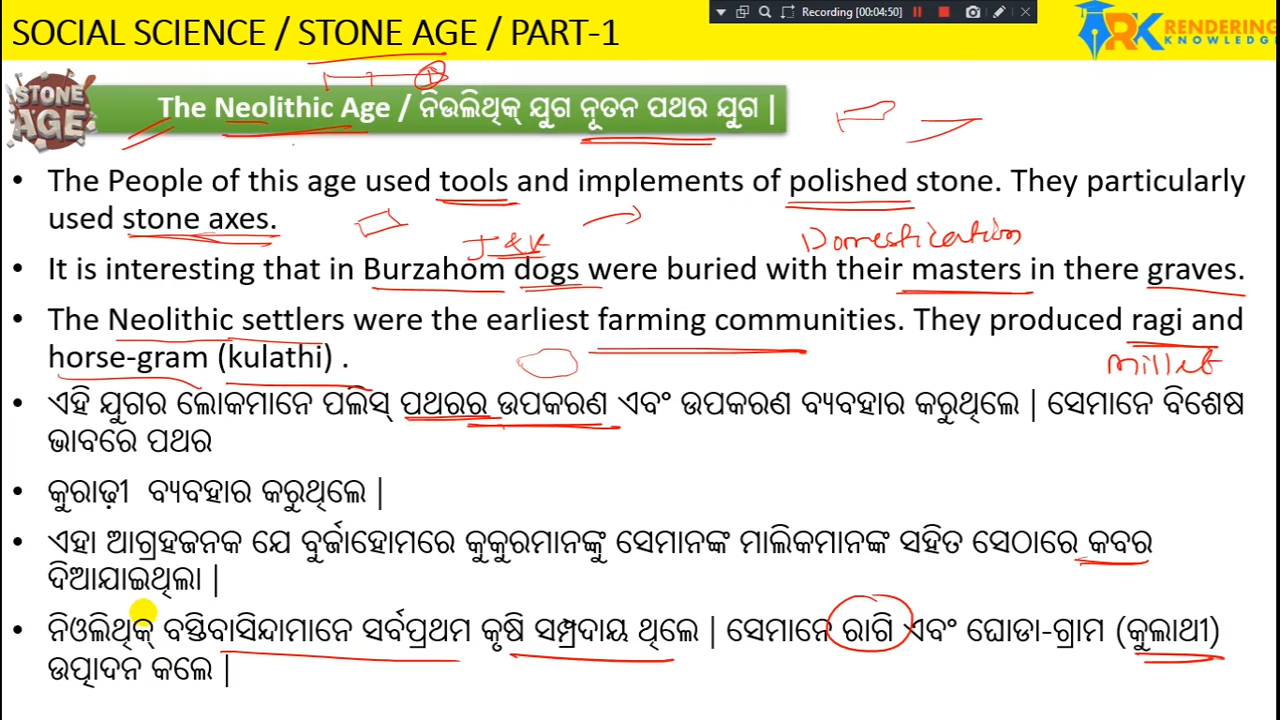 SOCIAL SCIENCE / STONE AGE / PART-1
Recording [00:04:50]
RENDERING
KNOWLEDGE
STONE
AGE
The Neolithic Age / ନିଉଲିଥିକ୍ ଯୁଗ ନୂତନ ପଥର ଯୁଗ |
• The People of this age used tools and implements of polished stone. They particularly
used stone axes.
J&K
Domestication
• It is interesting that in Burzahom dogs were buried with their masters in there graves.
• The Neolithic settlers were the earliest farming communities. They produced ragi and
horse-gram (kulathi) .
millet
• ଏହି ଯୁଗର ଲୋକମାନେ ପଲିସ୍ ପଥରର ଉପକରଣ ଏବଂ ଉପକରଣ ବ୍ୟବହାର କରୁଥିଲେ | ସେମାନେ ବିଶେଷ
ଭାବରେ ପଥର
• କୁରାଢ଼ୀ ବ୍ୟବହାର କରୁଥିଲେ |
• ଏହା ଆଗ୍ରହଜନକ ଯେ ବୁର୍ଜାହୋମରେ କୁକୁରମାନଙ୍କୁ ସେମାନଙ୍କ ମାଲିକମାନଙ୍କ ସହିତ ସେଠାରେ କବର
ଦିଆଯାଇଥିଲା |
• ନିଓଲିଥିକ୍ ବସ୍ତିବାସିନ୍ଦାମାନେ ସର୍ବପ୍ରଥମ କୃଷି ସମ୍ପ୍ରଦାୟ ଥିଲେ | ସେମାନେ ରାଗି ଏବଂ ଘୋଡା-ଗ୍ରାମ (କୁଲାଥୀ)
ଉତ୍ପାଦନ କଲେ |